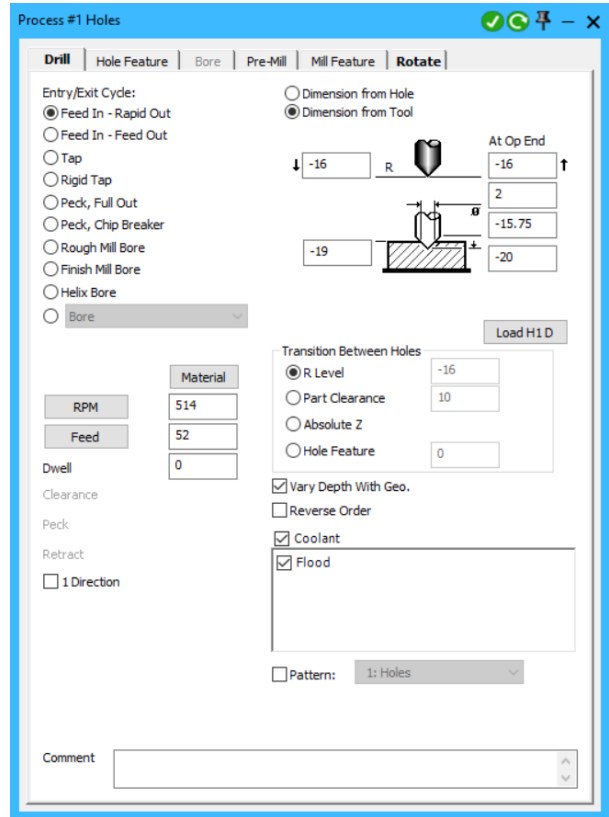 Process #1 Holes
Drill Hole Feature Bore Pre-Mill Mill Feature Rotate
Entry/Exit Cycle:
Feed In - Rapid Out
Feed In - Feed Out
Tap
Rigid Tap
Peck, Full Out
Peck, Chip Breaker
Rough Mill Bore
Finish Mill Bore
Helix Bore
Bore
Dimension from Hole
Dimension from Tool
At Op End
-16 R -16
2
ø
-15.75
-19 -20
Load H1 D
Material
RPM 514
Feed 52
Dwell 0
Clearance
Peck
Retract
1 Direction
Transition Between Holes
R Level -16
Part Clearance 10
Absolute Z
Hole Feature 0
Vary Depth With Geo.
Reverse Order
Coolant
Flood
Pattern: 1: Holes
Comment